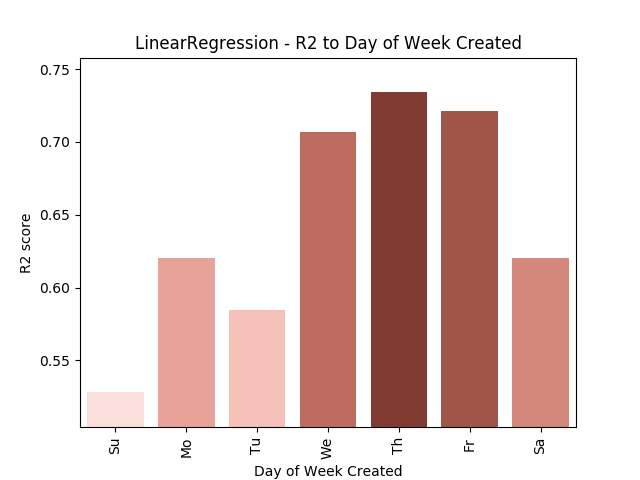 LinearRegression - R2 to Day of Week Created
0.75
0.70
0.65
0.60
0.55
R2 score
Su
Mo
Tu
We
Th
Fr
Sa
Day of Week Created